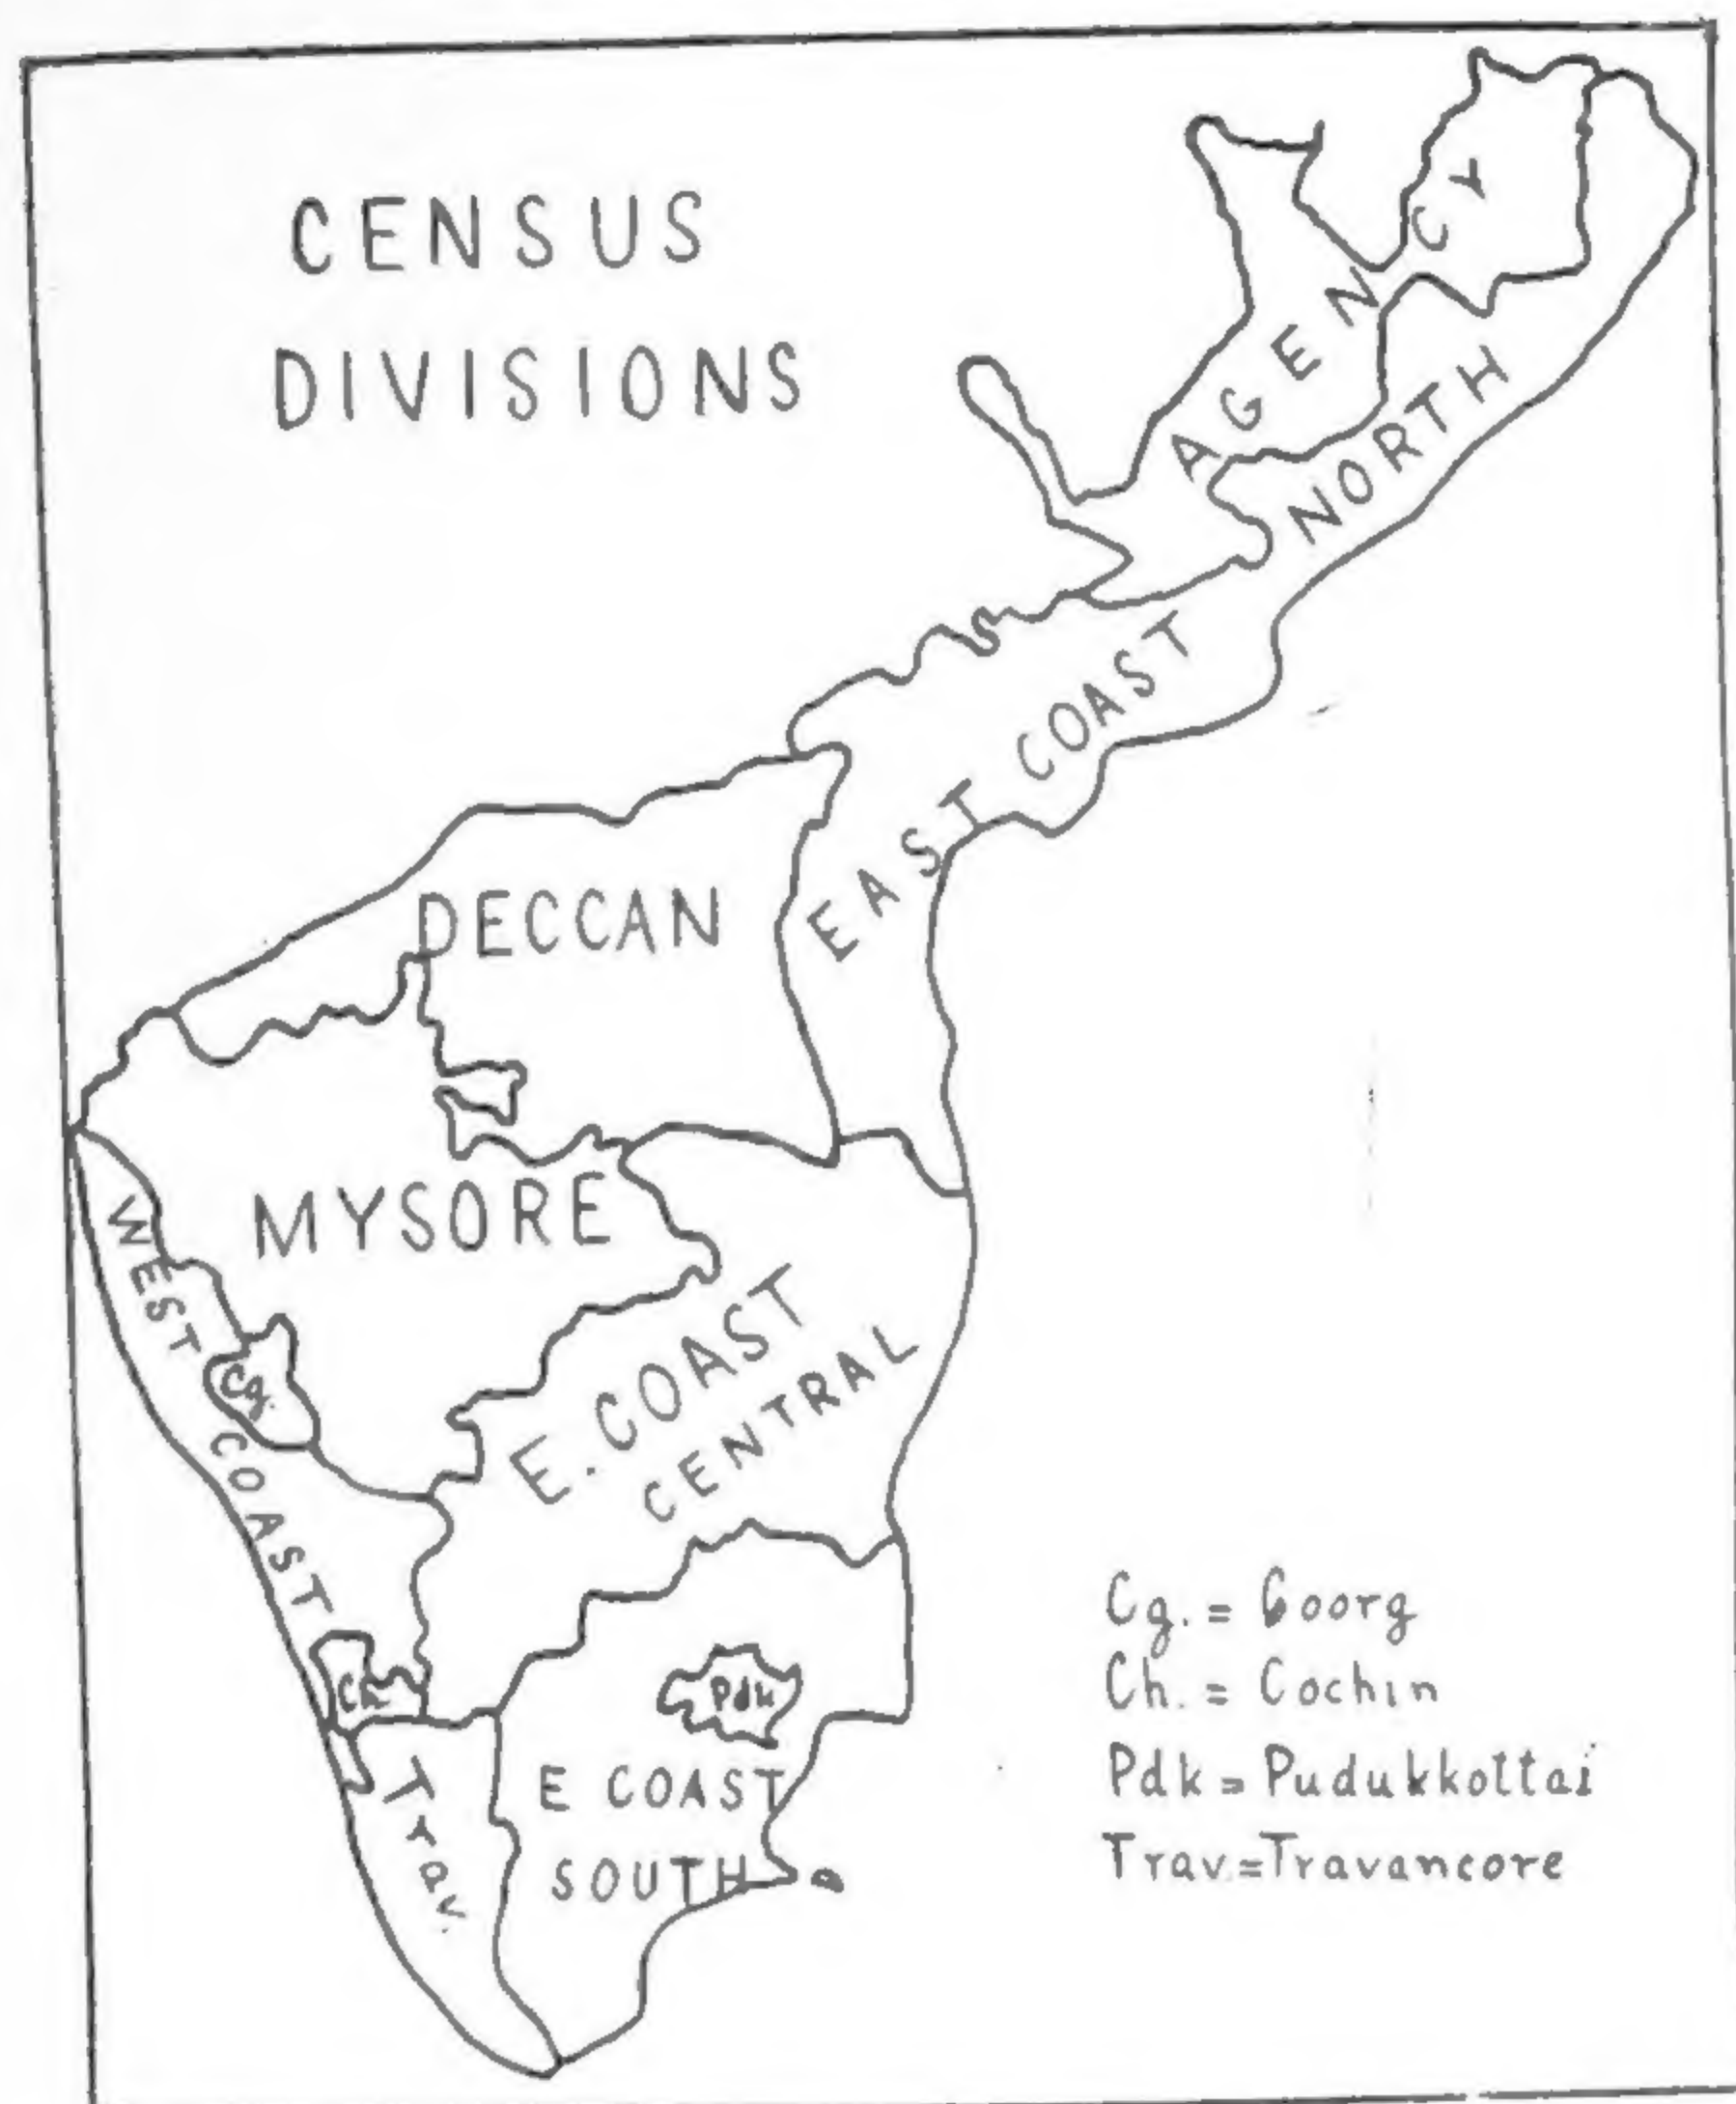 CENSUS
DIVISIONS
AGENCY
EAST COAST NORTH
DECCAN
MYSORE
WEST COAST
Cg.
E. COAST
CENTRAL
Ch.
Pdk
E COAST
SOUTH
Trav.
Cg. = Coorg
Ch. = Cochin
Pdk = Pudukkottai
Trav.=Travancore